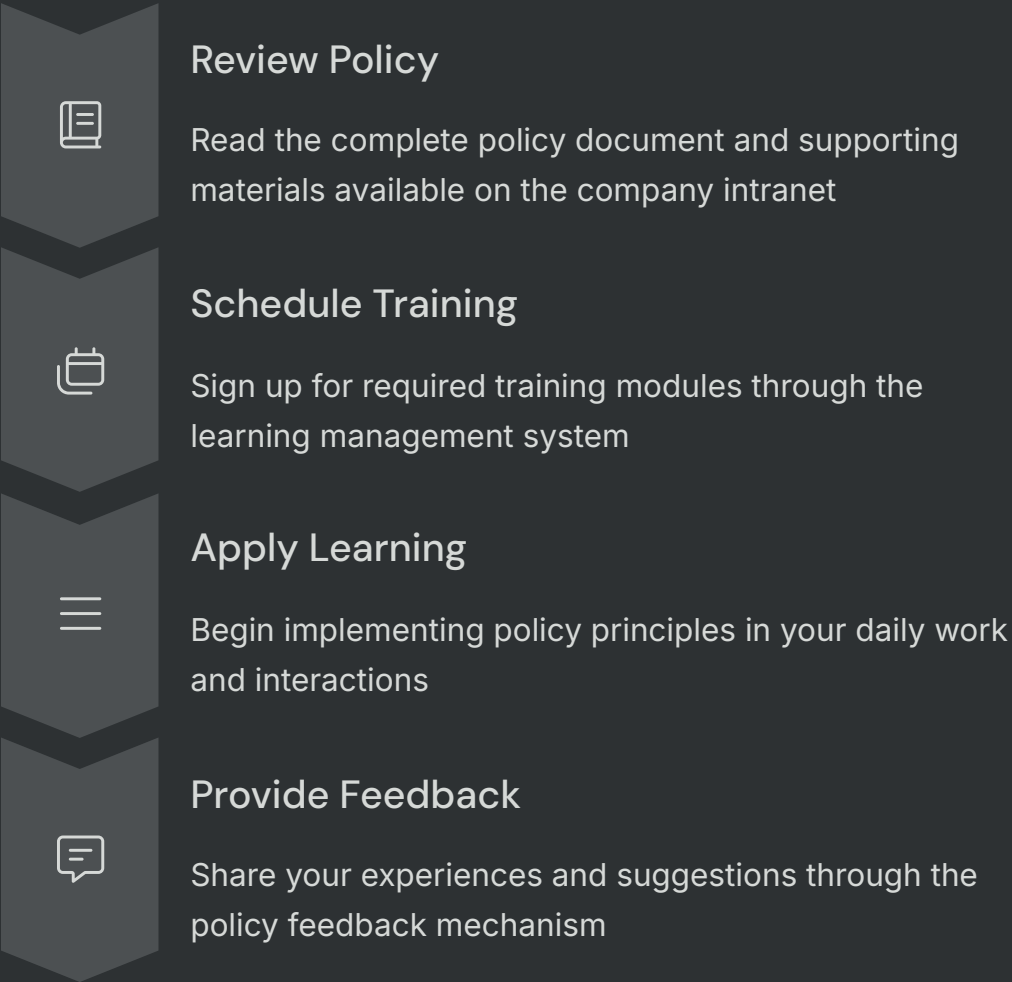 Review Policy
Read the complete policy document and supporting
materials available on the company intranet
Schedule Training
Sign up for required training modules through the
learning management system
Apply Learning
Begin implementing policy principles in your daily work
and interactions
Provide Feedback
Share your experiences and suggestions through the
policy feedback mechanism